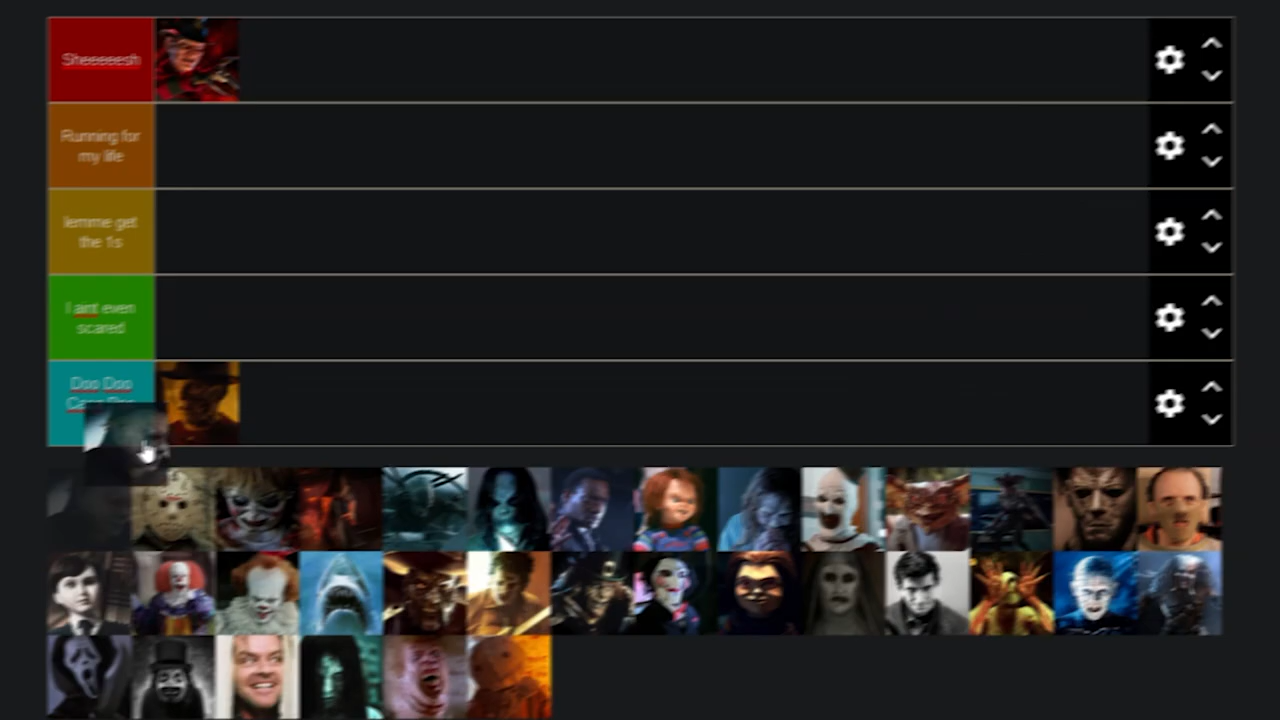 Sheeeeesh
Running for
my life
lemme get
the 1s
I aint even
scared
Doo Doo